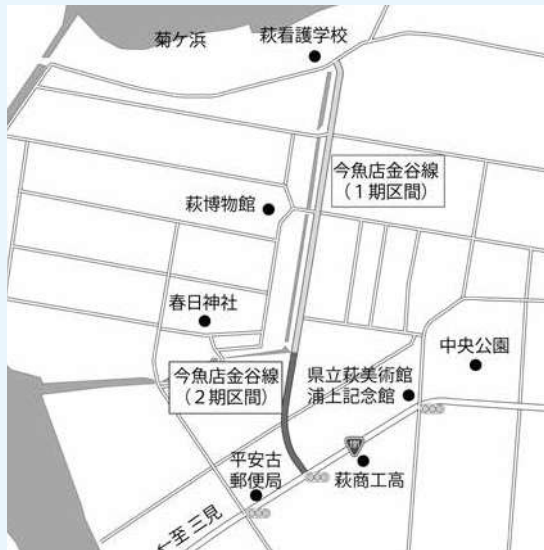 菊ケ浜
萩看護学校
今魚店金谷線
（１期区間）
萩博物館
春日神社
中央公園
今魚店金谷線
（２期区間）
県立萩美術館
浦上記念館
191
平安古
郵便局
萩商工高
←至 三見